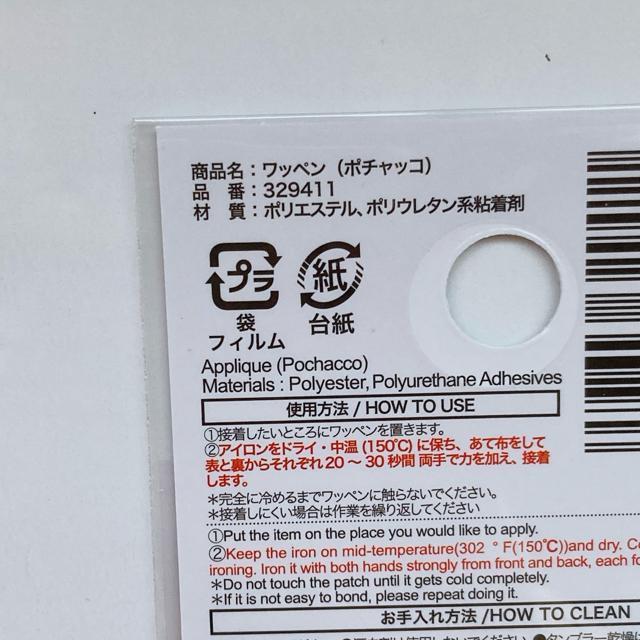 商品名：ワッペン（ポチャッコ）
品　番：329411
材　質：ポリエステル、ポリウレタン系粘着剤
プラ
紙
袋
フィルム
台紙
Applique (Pochacco)
Materials : Polyester, Polyurethane Adhesives
使用方法 / HOW TO USE
①接着したいところにワッペンを置きます。
②アイロンをドライ・中温(150℃)に保ち、あて布をして
表と裏からそれぞれ20～30秒間 両手で力を加え、接着
します。
＊完全に冷めるまでワッペンに触らないでください。
＊接着しにくい場合は作業を繰り返してください
①Put the item on the place you would like to apply.
②Keep the iron on mid-temperature(302 °F(150℃))and dry.
ironing. Iron it with both hands strongly from front and back, each
＊Do not touch the patch until it gets cold completely.
＊If it is not easy to bond, please repeat doing it.
お手入れ方法 /HOW TO CLEAN